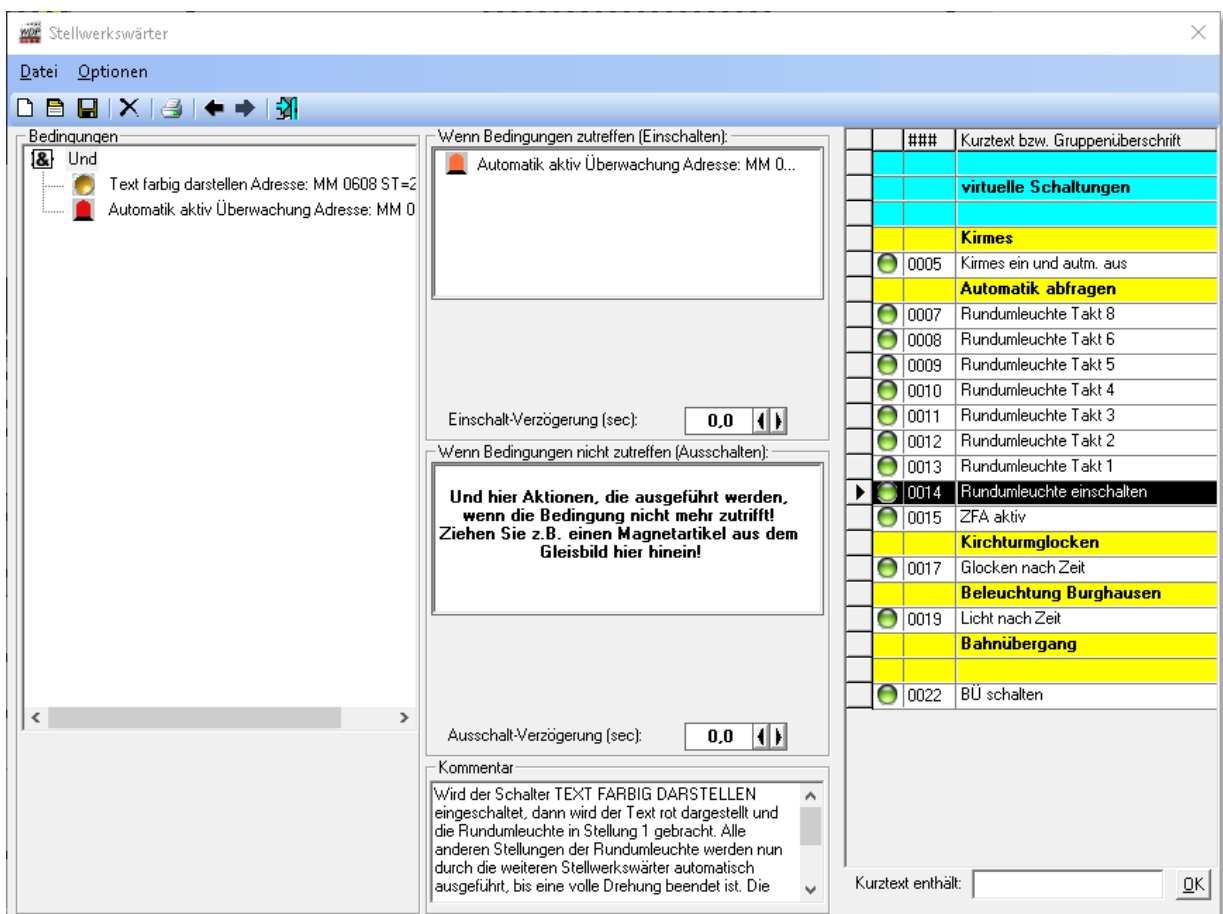 WDP Stellwerkswärter
Datei Optionen
Bedingungen
& Und
Text farbig darstellen Adresse: MM 0608 ST=2
Automatik aktiv Überwachung Adresse: MM 0
Wenn Bedingungen zutreffen (Einschalten):
Automatik aktiv Überwachung Adresse: MM 0...
Einschalt-Verzögerung (sec): 0,0
Wenn Bedingungen nicht zutreffen (Ausschalten):
Und hier Aktionen, die ausgeführt werden,
wenn die Bedingung nicht mehr zutrifft!
Ziehen Sie z.B. einen Magnetartikel aus dem
Gleisbild hier hinein!
Ausschalt-Verzögerung (sec): 0,0
Kommentar
Wird der Schalter TEXT FARBIG DARSTELLEN
eingeschaltet, dann wird der Text rot dargestellt und
die Rundumleuchte in Stellung 1 gebracht. Alle
anderen Stellungen der Rundumleuchte werden nun
durch die weiteren Stellwerkswärter automatisch
ausgeführt, bis eine volle Drehung beendet ist. Die
### Kurztext bzw. Gruppenüberschrift
virtuelle Schaltungen
Kirmes
0005 Kirmes ein und autm. aus
Automatik abfragen
0007 Rundumleuchte Takt 8
0008 Rundumleuchte Takt 6
0009 Rundumleuchte Takt 5
0010 Rundumleuchte Takt 4
0011 Rundumleuchte Takt 3
0012 Rundumleuchte Takt 2
0013 Rundumleuchte Takt 1
0014 Rundumleuchte einschalten
0015 ZFA aktiv
Kirchturmglocken
0017 Glocken nach Zeit
Beleuchtung Burghausen
0019 Licht nach Zeit
Bahnübergang
0022 BÜ schalten
Kurztext enthält: OK